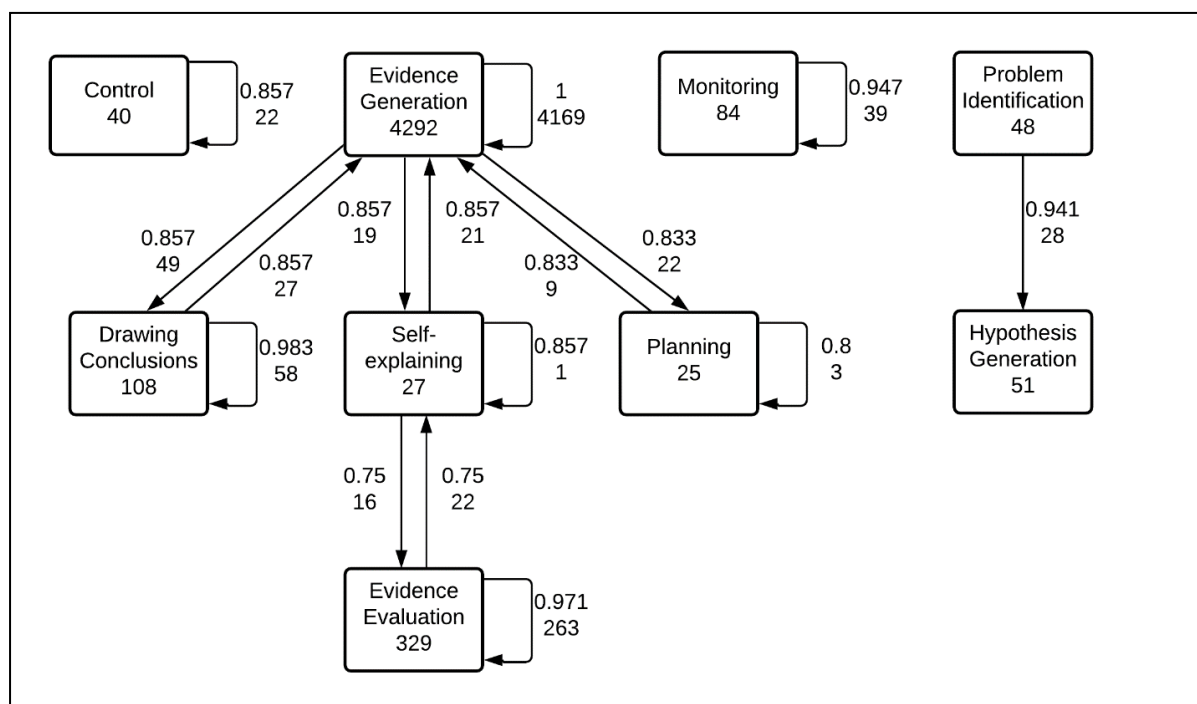 Control
40
0.857
22
Evidence
Generation
4292
1
4169
Monitoring
84
0.947
39
Problem
Identification
48
0.857
49
0.857
27
0.857
19
0.857
21
0.833
9
0.833
22
0.941
28
Drawing
Conclusions
108
0.983
58
Self-
explaining
27
0.857
1
Planning
25
0.8
3
Hypothesis
Generation
51
0.75
16
0.75
22
Evidence
Evaluation
329
0.971
263